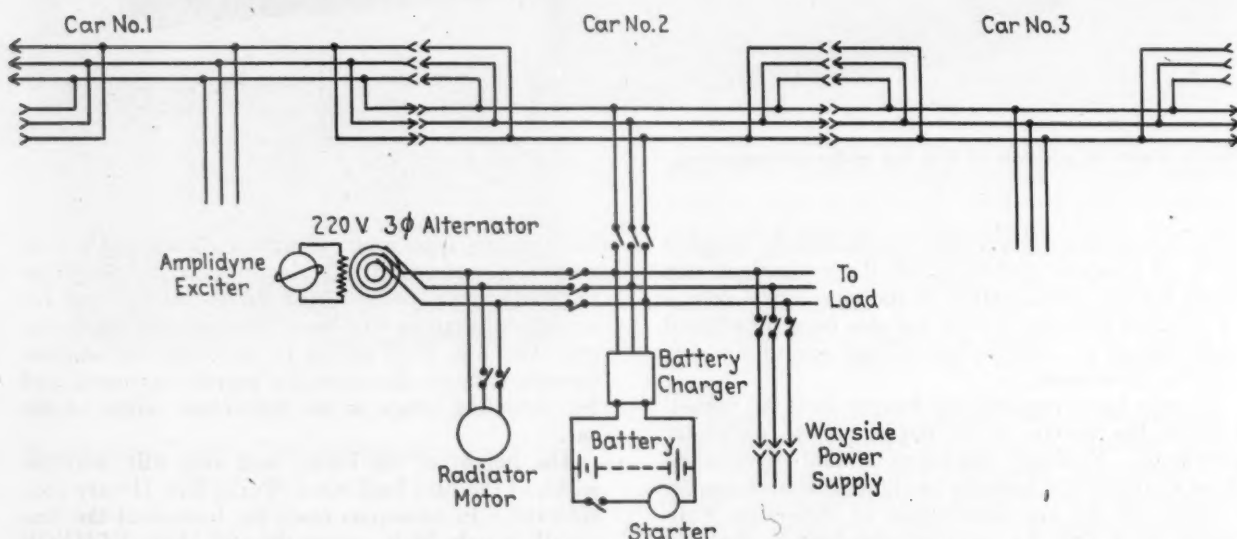 Car No.1
Car No.2
Car No.3
220 V 3ϕ Alternator
Amplidyne
Exciter
To
Load
Battery
Charger
Radiator
Motor
Battery
Starter
Wayside
Power
Supply